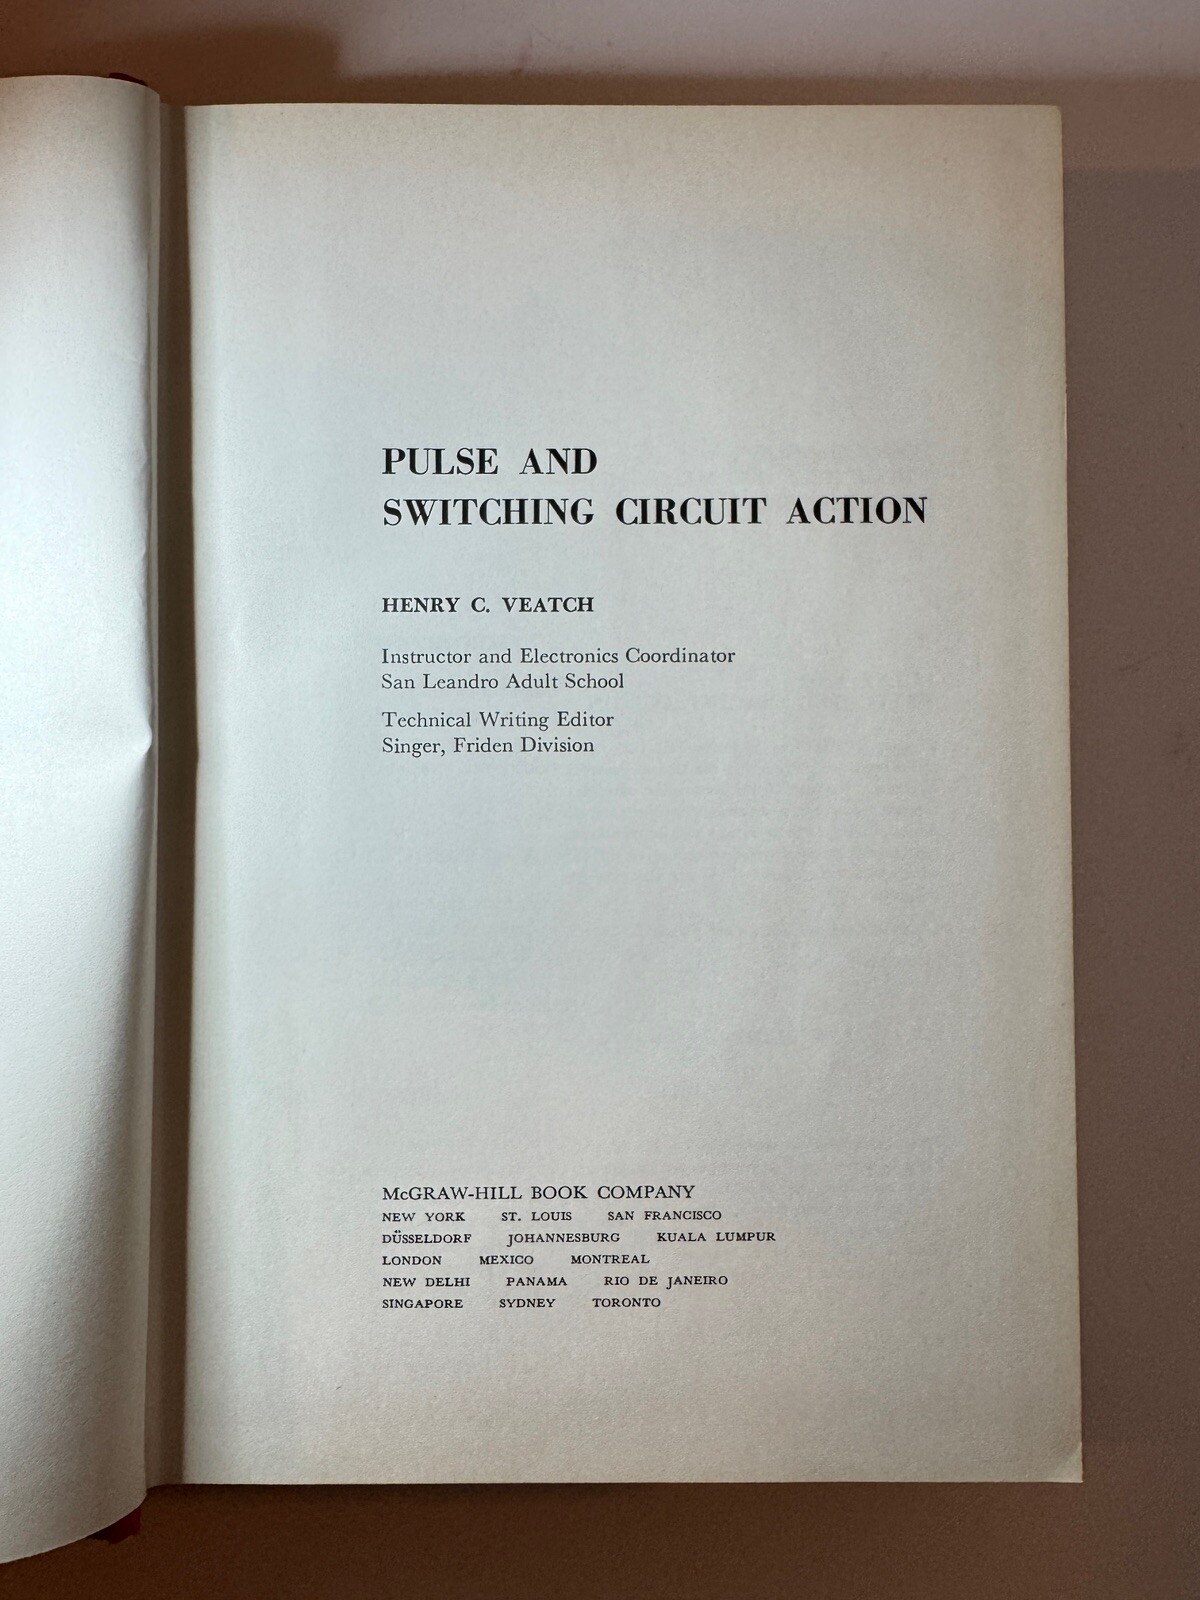 PULSE AND
SWITCHING CIRCUIT ACTION
HENRY C. VEATCH
Instructor and Electronics Coordinator
San Leandro Adult School
Technical Writing Editor
Singer, Friden Division
McGRAW-HILL BOOK COMPANY
NEW YORK ST. LOUIS SAN FRANCISCO
DÜSSELDORF JOHANNESBURG KUALA LUMPUR
LONDON MEXICO MONTREAL
NEW DELHI PANAMA RIO DE JANEIRO
SINGAPORE SYDNEY TORONTO